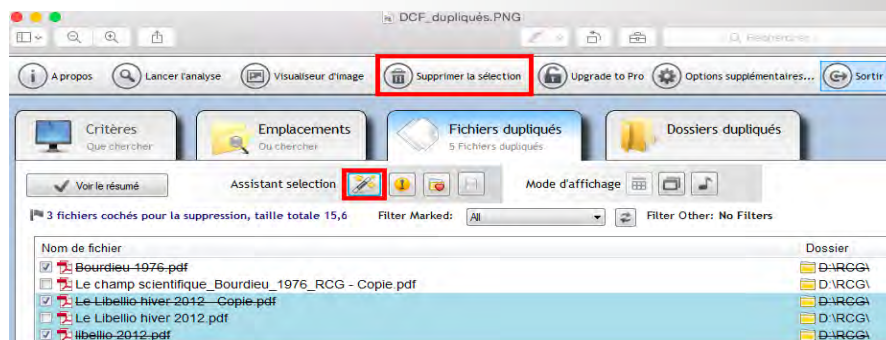 DCF_dupliqués.PNG
Rechercher
A propos Lancer l'analyse Visualiseur d'image Supprimer la sélection Upgrade to Pro Options supplémentaires... Sortir
Critères Emplacements Fichiers dupliqués Dossiers dupliqués
Que chercher Ou chercher 5 Fichiers dupliqués
Voir le résumé Assistant selection Mode d'affichage
3 fichiers cochés pour la suppression, taille totale 15,6 Filter Marked: All Filter Other: No Filters
Nom de fichier Dossier
Bourdieu 1976.pdf D:\RCG\
Le champ scientifique_Bourdieu_1976_RCG - Copie.pdf D:\RCG\
Le Libellio hiver 2012 - Copie.pdf D:\RCG\
Le Libellio hiver 2012.pdf D:\RCG\
libellio 2012.pdf D:\RCG\